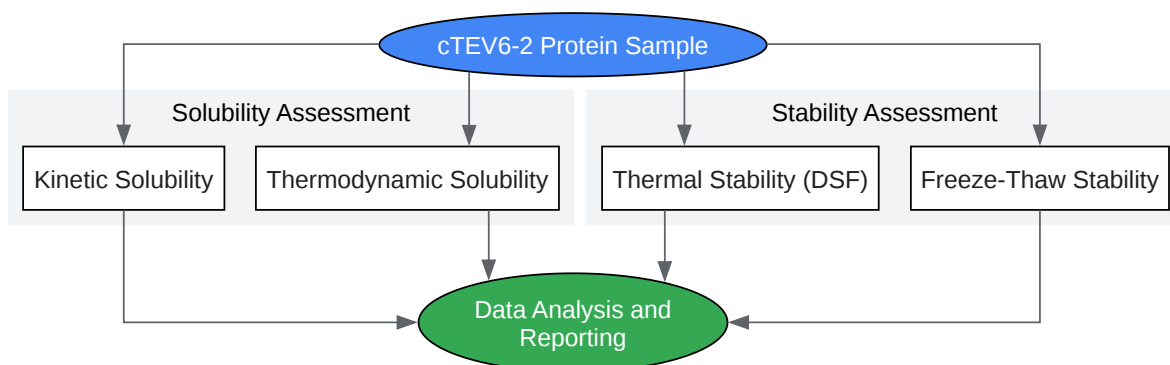 cTEV6-2 Protein Sample
Solubility Assessment
Stability Assessment
Kinetic Solubility
Thermodynamic Solubility
Thermal Stability (DSF)
Freeze-Thaw Stability
Data Analysis and
Reporting